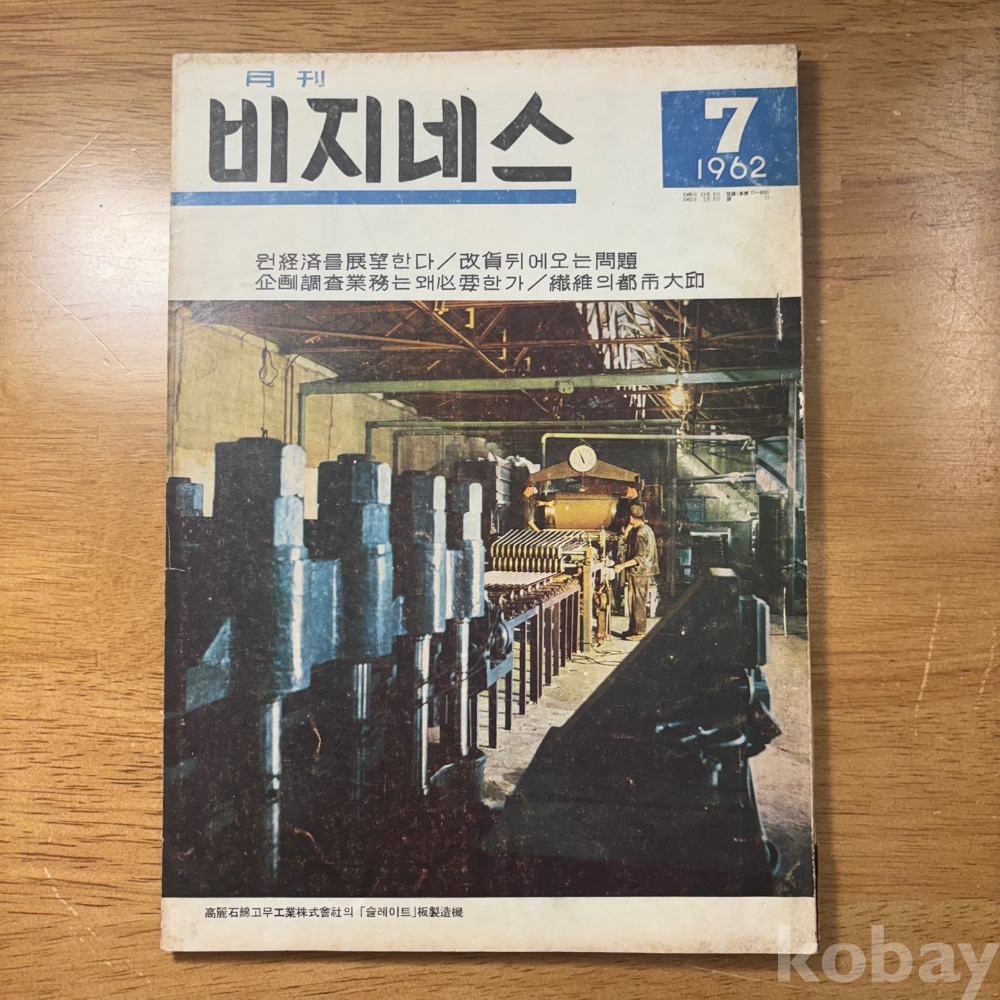 月刊
비지네스
7
1962
원経済를展望한다/改貨뒤에오는問題
企画調査業務는왜必要한가/纖維의都市大邱
高麗石綿고무工業株式會社의「슬레이트」板製造機
kobay